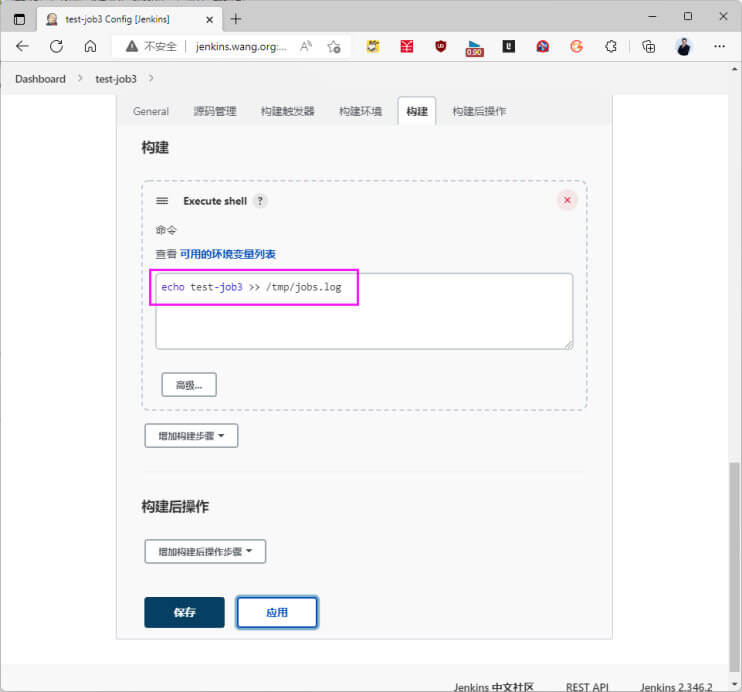 test-job3 Config [Jenkins]
不安全 jenkins.wang.org:...
0.90
Dashboard
test-job3
General 源码管理 构建触发器 构建环境 构建 构建后操作
构建
Execute shell ?
命令
查看 可用的环境变量列表
echo test-job3 >> /tmp/jobs.log
高级...
增加构建步骤
构建后操作
增加构建后操作步骤
保存 应用
Jenkins 中文社区 REST API Jenkins 2.346.2